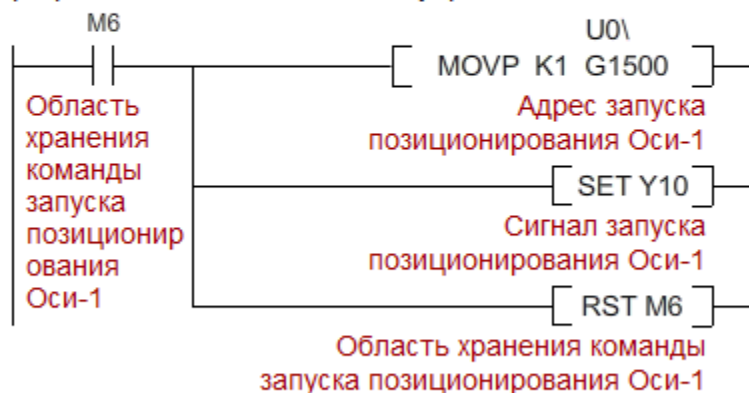 M6
U0\
MOVP K1 G1500
Область
хранения
команды
запуска
позиционир
ования
Оси-1
Адрес запуска
позиционирования Оси-1
SET Y10
Сигнал запуска
позиционирования Оси-1
RST M6
Область хранения команды
запуска позиционирования Оси-1